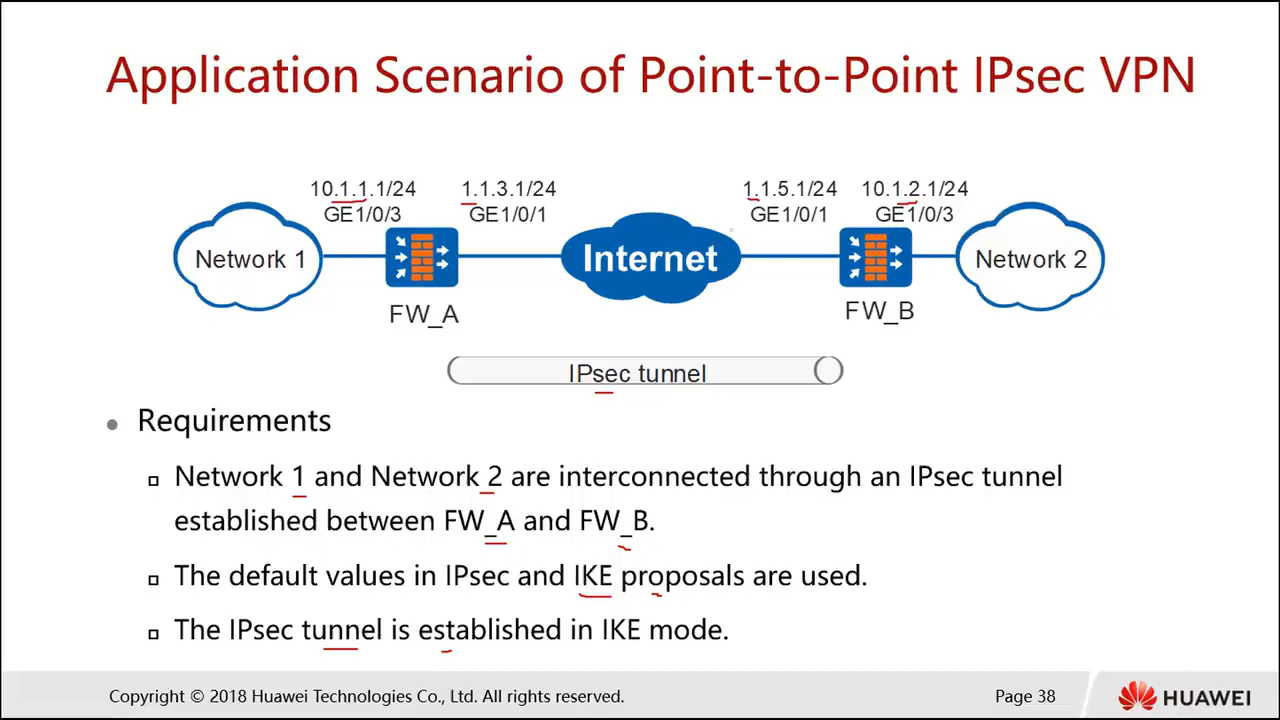 Application Scenario of Point-to-Point IPsec VPN
10.1.1.1/24
GE1/0/3
1.1.3.1/24
GE1/0/1
1.1.5.1/24
GE1/0/1
10.1.2.1/24
GE1/0/3
Network 1
Internet
Network 2
FW_A
FW_B
IPsec tunnel
Requirements
Network 1 and Network 2 are interconnected through an IPsec tunnel
established between FW_A and FW_B.
The default values in IPsec and IKE proposals are used.
The IPsec tunnel is established in IKE mode.
Copyright © 2018 Huawei Technologies Co., Ltd. All rights reserved.
Page 38
HUAWEI